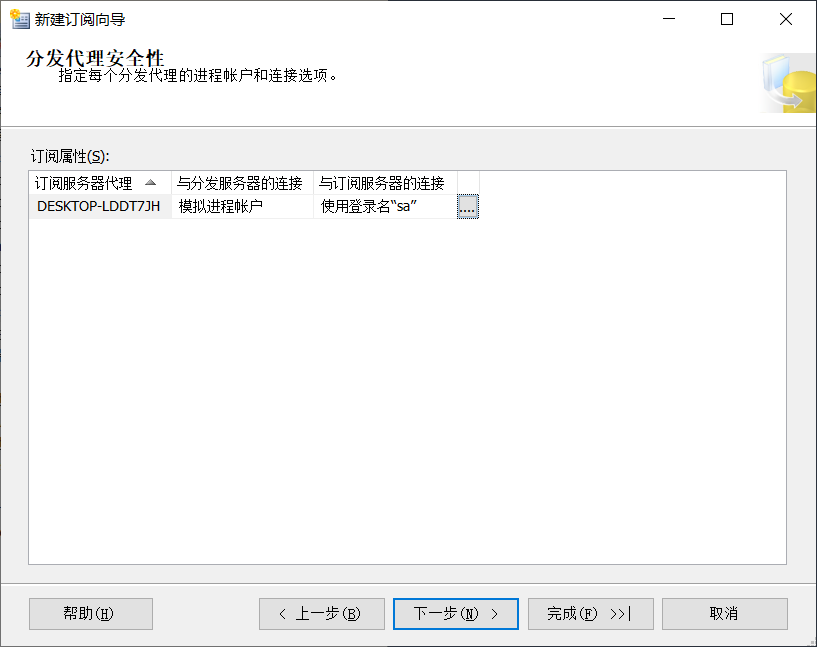 新建订阅向导
分发代理安全性
指定每个分发代理的进程帐户和连接选项。
订阅属性(S):
订阅服务器代理 与分发服务器的连接 与订阅服务器的连接
DESKTOP-LDDT7JH 模拟进程帐户 使用登录名“sa” ....
帮助(H) < 上一步(B) 下一步(N) > 完成(F) >>| 取消